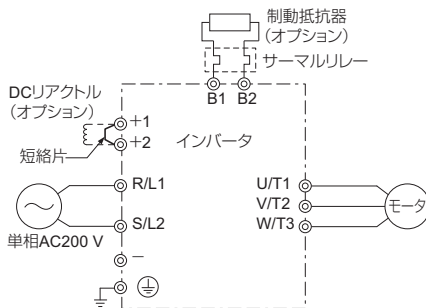 制動抵抗器
(オプション)
サーマルリレー
B1 B2
DCリアクトル
(オプション)
+1
+2
インバータ
短絡片
R/L1
S/L2
単相AC200 V
U/T1
V/T2
W/T3
モータ
−